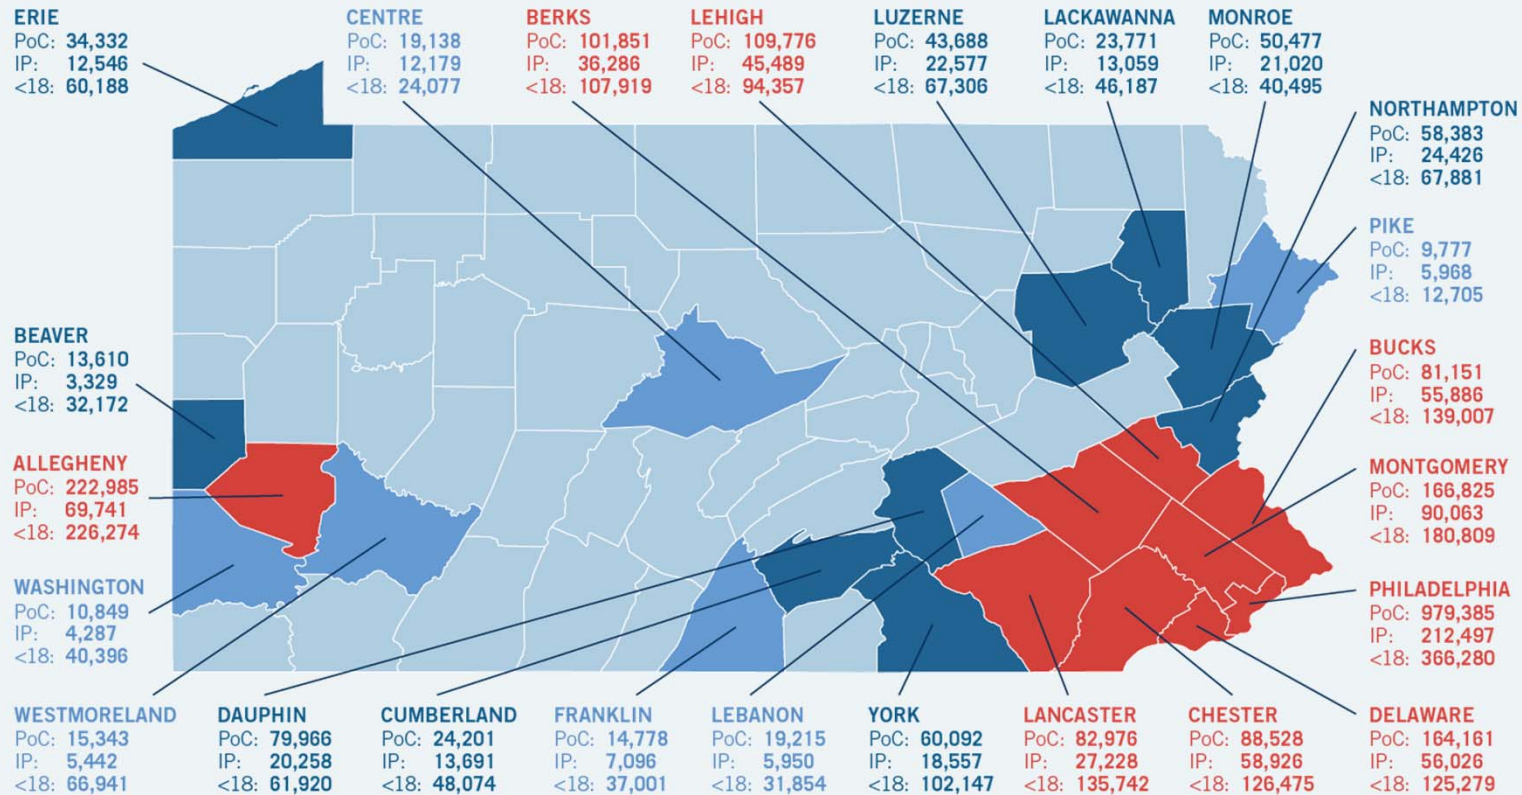 ERIE
PoC: 34,332
IP: 12,546
<18: 60,188
CENTRE
PoC: 19,138
IP: 12,179
<18: 24,077
BERKS
PoC: 101,851
IP: 36,286
<18: 107,919
LEHIGH
PoC: 109,776
IP: 45,489
<18: 94,357
LUZERNE
PoC: 43,688
IP: 22,577
<18: 67,306
LACKAWANNA
PoC: 23,771
IP: 13,059
<18: 46,187
MONROE
PoC: 50,477
IP: 21,020
<18: 40,495
NORTHAMPTON
PoC: 58,383
IP: 24,426
<18: 67,881
PIKE
PoC: 9,777
IP: 5,968
<18: 12,705
BUCKS
PoC: 81,151
IP: 55,886
<18: 139,007
MONTGOMERY
PoC: 166,825
IP: 90,063
<18: 180,809
PHILADELPHIA
PoC: 979,385
IP: 212,497
<18: 366,280
BEAVER
PoC: 13,610
IP: 3,329
<18: 32,172
ALLEGHENY
PoC: 222,985
IP: 69,741
<18: 226,274
WASHINGTON
PoC: 10,849
IP: 4,287
<18: 40,396
WESTMORELAND
PoC: 15,343
IP: 5,442
<18: 66,941
DAUPHIN
PoC: 79,966
IP: 20,258
<18: 61,920
CUMBERLAND
PoC: 24,201
IP: 13,691
<18: 48,074
FRANKLIN
PoC: 14,778
IP: 7,096
<18: 37,001
LEBANON
PoC: 19,215
IP: 5,950
<18: 31,854
YORK
PoC: 60,092
IP: 18,557
<18: 102,147
LANCASTER
PoC: 82,976
IP: 27,228
<18: 135,742
CHESTER
PoC: 88,528
IP: 58,926
<18: 126,475
DELAWARE
PoC: 164,161
IP: 56,026
<18: 125,279